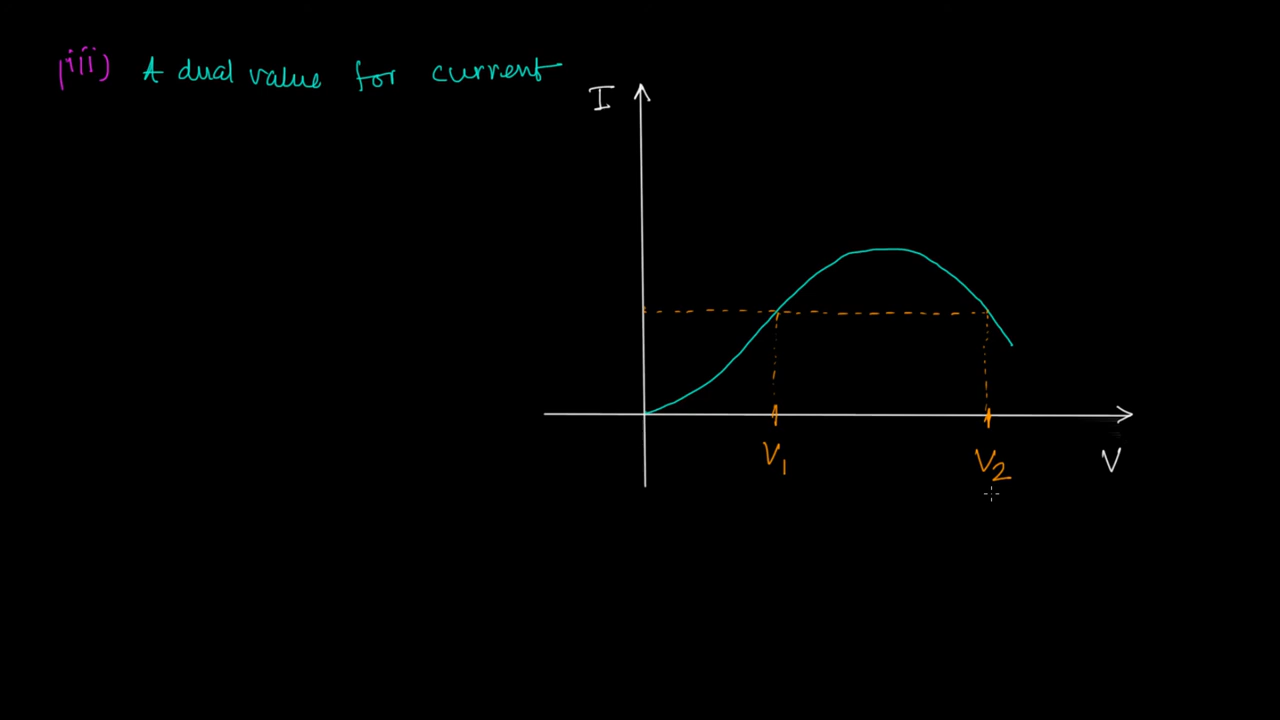 (iii) A dual value for current
I
V₁
V₂
V